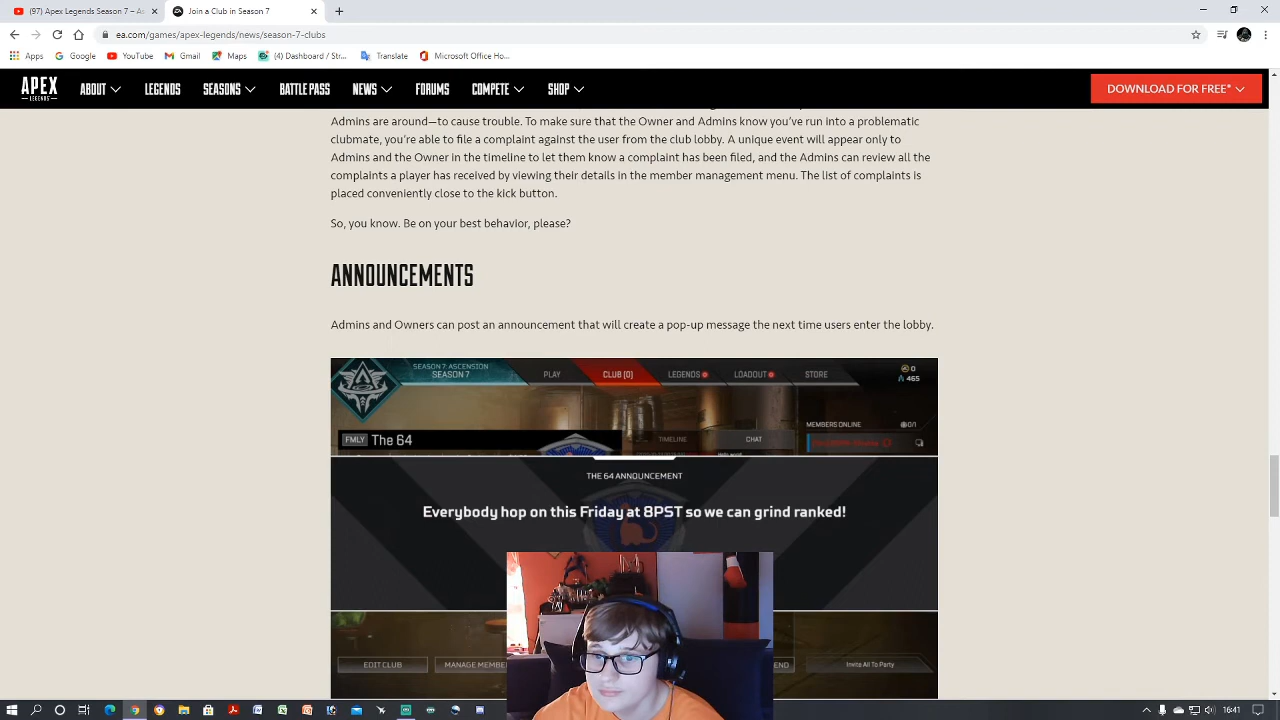 (97) Apex Legends Season 7 – As
Join the Club in Season 7
ea.com/games/apex-legends/news/season-7-clubs
Apps
Google
YouTube
Gmail
Maps
(4) Dashboard / Str...
Translate
Microsoft Office Ho...
APEX
LEGENDS
ABOUT
LEGENDS
SEASONS
BATTLE PASS
NEWS
FORUMS
COMPETE
SHOP
DOWNLOAD FOR FREE*
Admins are around—to cause trouble. To make sure that the Owner and Admins know you've run into a problematic
clubmate, you're able to file a complaint against the user from the club lobby. A unique event will appear only to
Admins and the Owner in the timeline to let them know a complaint has been filed, and the Admins can review all the
complaints a player has received by viewing their details in the member management menu. The list of complaints is
placed conveniently close to the kick button.
So, you know. Be on your best behavior, please?
ANNOUNCEMENTS
Admins and Owners can post an announcement that will create a pop-up message the next time users enter the lobby.
SEASON 7: ASCENSION
SEASON 7
PLAY
CLUB (0)
LEGENDS
LOADOUT
STORE
0
465
MEMBERS ONLINE
0/1
FMLY The 64
TIMELINE
CHAT
THE 64 ANNOUNCEMENT
Everybody hop on this Friday at 8PST so we can grind ranked!
EDIT CLUB
MANAGE MEMBE
END
Invite All To Party
16:41